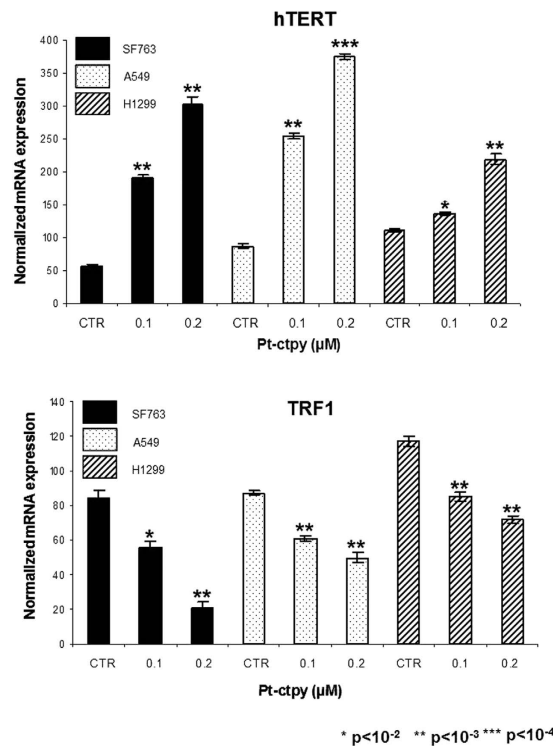 hTERT
Normalized mRNA expression
400
350
300
250
200
150
100
50
0
SF763
A549
H1299
**
**
**
***
*
**
CTR 0.1 0.2 CTR 0.1 0.2 CTR 0.1 0.2
Pt-ctpy (µM)
TRF1
Normalized mRNA expression
140
120
100
80
60
40
20
0
SF763
A549
H1299
*
**
**
**
**
**
CTR 0.1 0.2 CTR 0.1 0.2 CTR 0.1 0.2
Pt-ctpy (µM)
* p<10-2 ** p<10-3 *** p<10-4